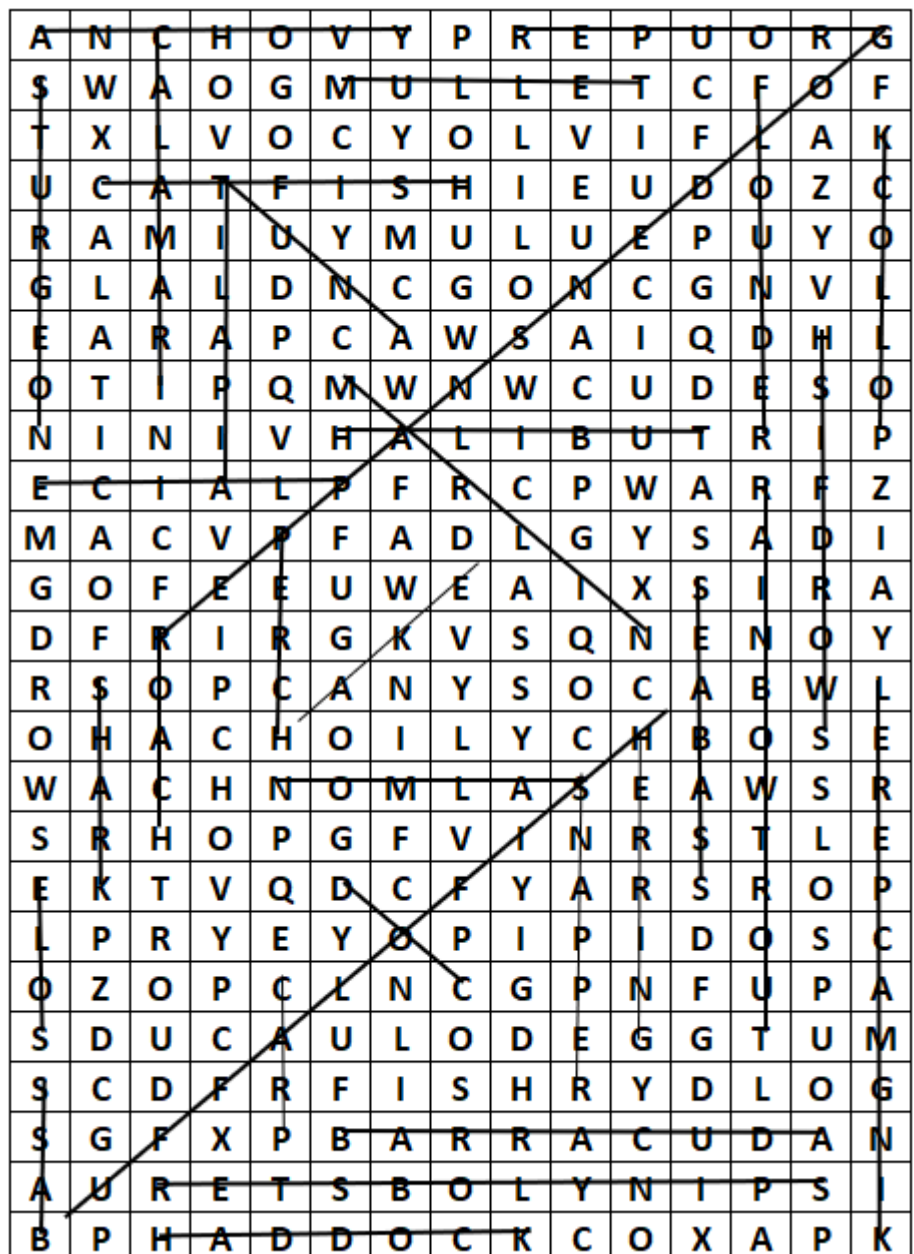 A N C H O V Y P R E P U O R G
S W A O G M U L L E T C F O F
T X L V O C Y O L V I F L A K
U C A T F I S H I E U D O Z C
R A M I U Y M U L U E P U Y O
G L A L D N C G O N C G N V L
E A R A P C A W S A I Q D H L
O T I P Q M W N W C U D E S O
N I N I V H A L I B U T R I P
E C I A L P F R C P W A R F Z
M A C V P F A D L G Y S A D I
G O F E E U W E A I X S I R A
D F R I R G K V S Q N E N O Y
R S O P C A N Y S O C A B W L
O H A C H O I L Y C H B O S E
W A C H N O M L A S E A W S R
S R H O P G F V I N R S T L E
E K T V Q D C F Y A R S R O P
L P R Y E Y O P I P I D O S C
O Z O P C L N C G P N F U P A
S D U C A U L O D E G G T U M
S C D F R F I S H R Y D L O G
S G F X P B A R R A C U D A N
A U R E T S B O L Y N I P S I
B P H A D D O C K C O X A P K